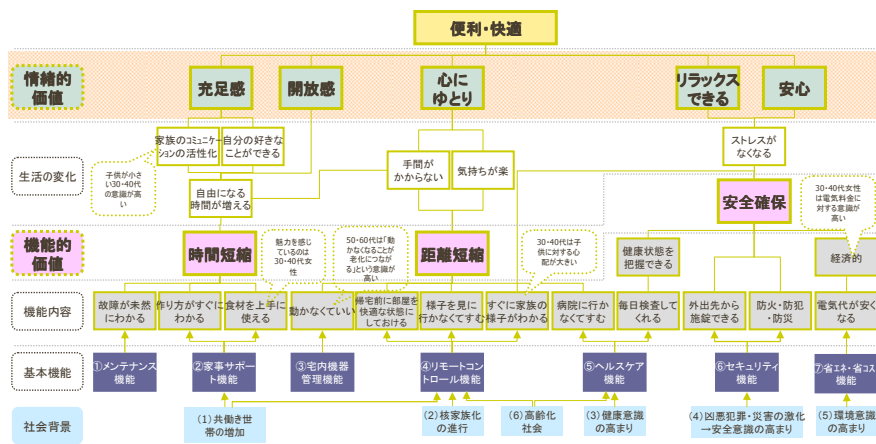 便利・快適
情緒的
価値
充足感
開放感
心に
ゆとり
リラックス
できる
安心
生活の変化
家族のコミュニケー
ションの活性化
自分の好きな
ことができる
子供が小さ
い30・40代
の意識が高
い
自由になる
時間が増える
手間が
かからない
気持ちが楽
ストレスが
なくなる
安全確保
30・40代女性
は電気料金に
対する意識が
高い
機能的
価値
時間短縮
魅力を感じ
ているのは
30・40代女
性
50・60代は「動
かなくなることが
老化につなが
る」という意識が
高い
距離短縮
30・40代は子
供に対する心
配が大きい
健康状態を
把握できる
経済的
機能内容
故障が未然
にわかる
作り方がすぐに
わかる
食材を上手に
使える
動かなくていい
帰宅前に部屋を
快適な状態に
しておける
様子を見に
行かなくてすむ
すぐに家族の
様子がわかる
病院に行か
なくてすむ
毎日検査して
くれる
外出先から
施錠できる
防火・防犯
・防災
電気代が安く
なる
基本機能
①メンテナンス
機能
②家事サポー
ト機能
③宅内機器
管理機能
④リモートコン
トロール機能
⑤ヘルスケア
機能
⑥セキュリティ
機能
⑦省エネ・省コス
ト機能
社会背景
(1)共働き世
帯の増加
(2)核家族化
の進行
(6)高齢化
社会
(3)健康意識
の高まり
(4)凶悪犯罪・災害の激化
→安全意識の高まり
(5)環境意識
の高まり